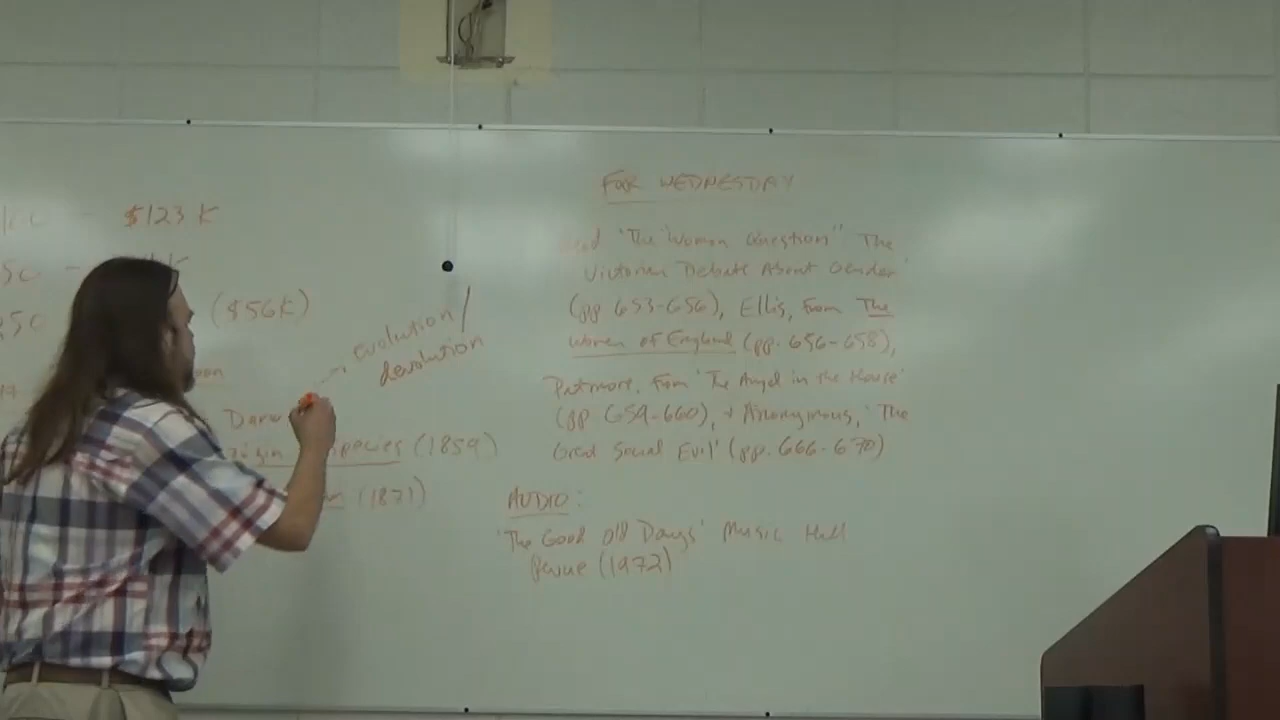 $123 K
K
($56K)
evolution/
devolution
Darw
Species (1859)
(1871)
FOR WEDNESDAY
'The "Woman Question": The
Victorian Debate About Gender'
(pp. 653-656), Ellis, from The
Women of England (pp. 656-658),
Patmore, from 'The Angel in the House'
(pp. 659-660), + Anonymous, 'The
Great Social Evil' (pp. 666-670)
AUDIO:
'The Good Old Days' Music Hall
Revue (1972)